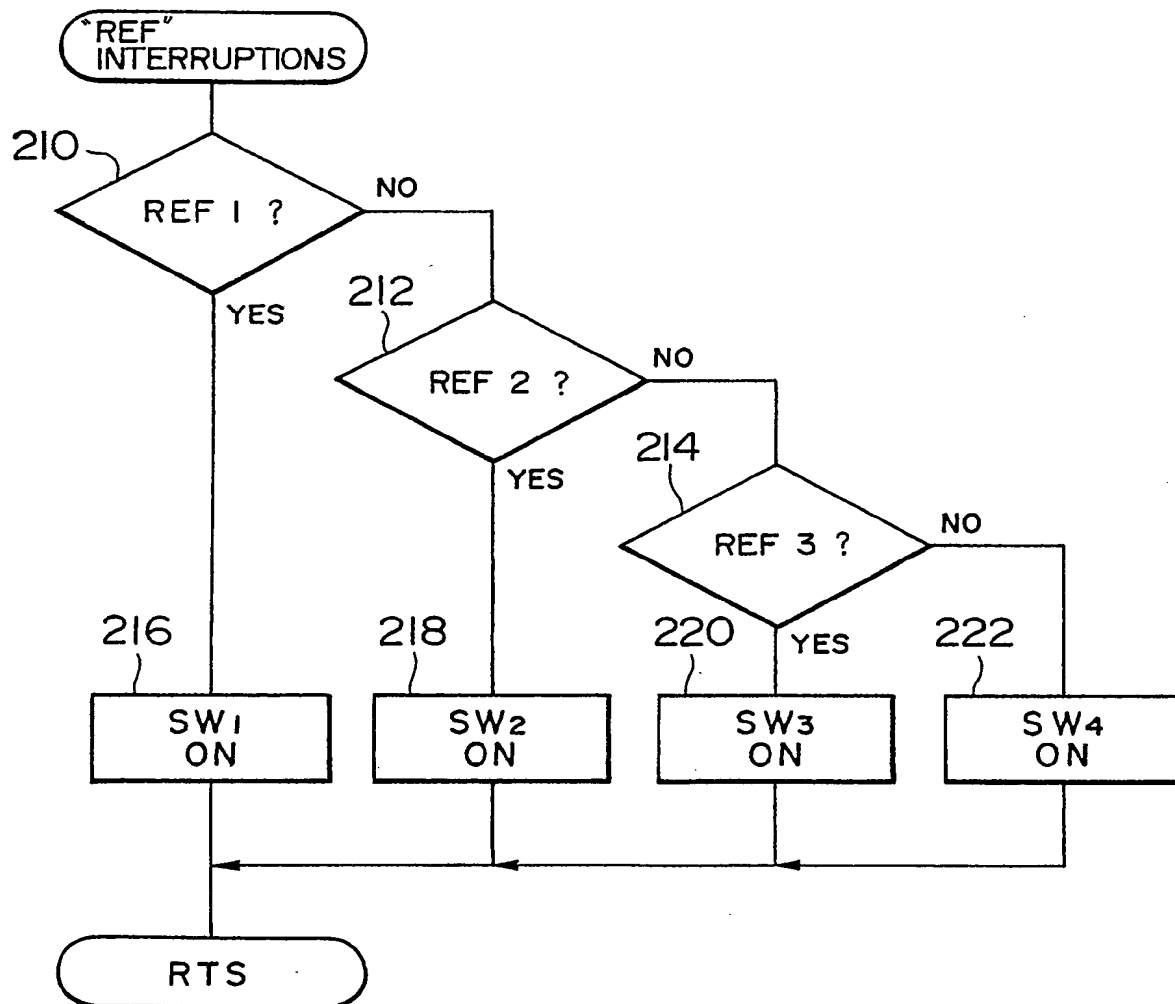 "REF"
INTERRUPTIONS
210
REF 1 ?
NO
YES
212
REF 2 ?
NO
YES
214
REF 3 ?
NO
YES
216
SW1
ON
218
SW2
ON
220
SW3
ON
222
SW4
ON
RTS